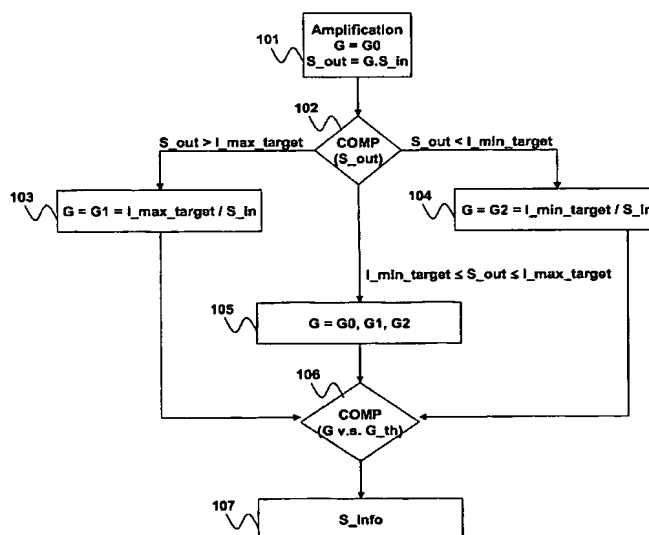 101
Amplification
G = G0
S_out = G.S_in
102
COMP
(S_out)
S_out > I_max_target
S_out < I_min_target
103
G = G1 = I_max_target / S_in
104
G = G2 = I_min_target / S_in
I_min_target ≤ S_out ≤ I_max_target
105
G = G0, G1, G2
106
COMP
(G v.s. G_th)
107
S_info